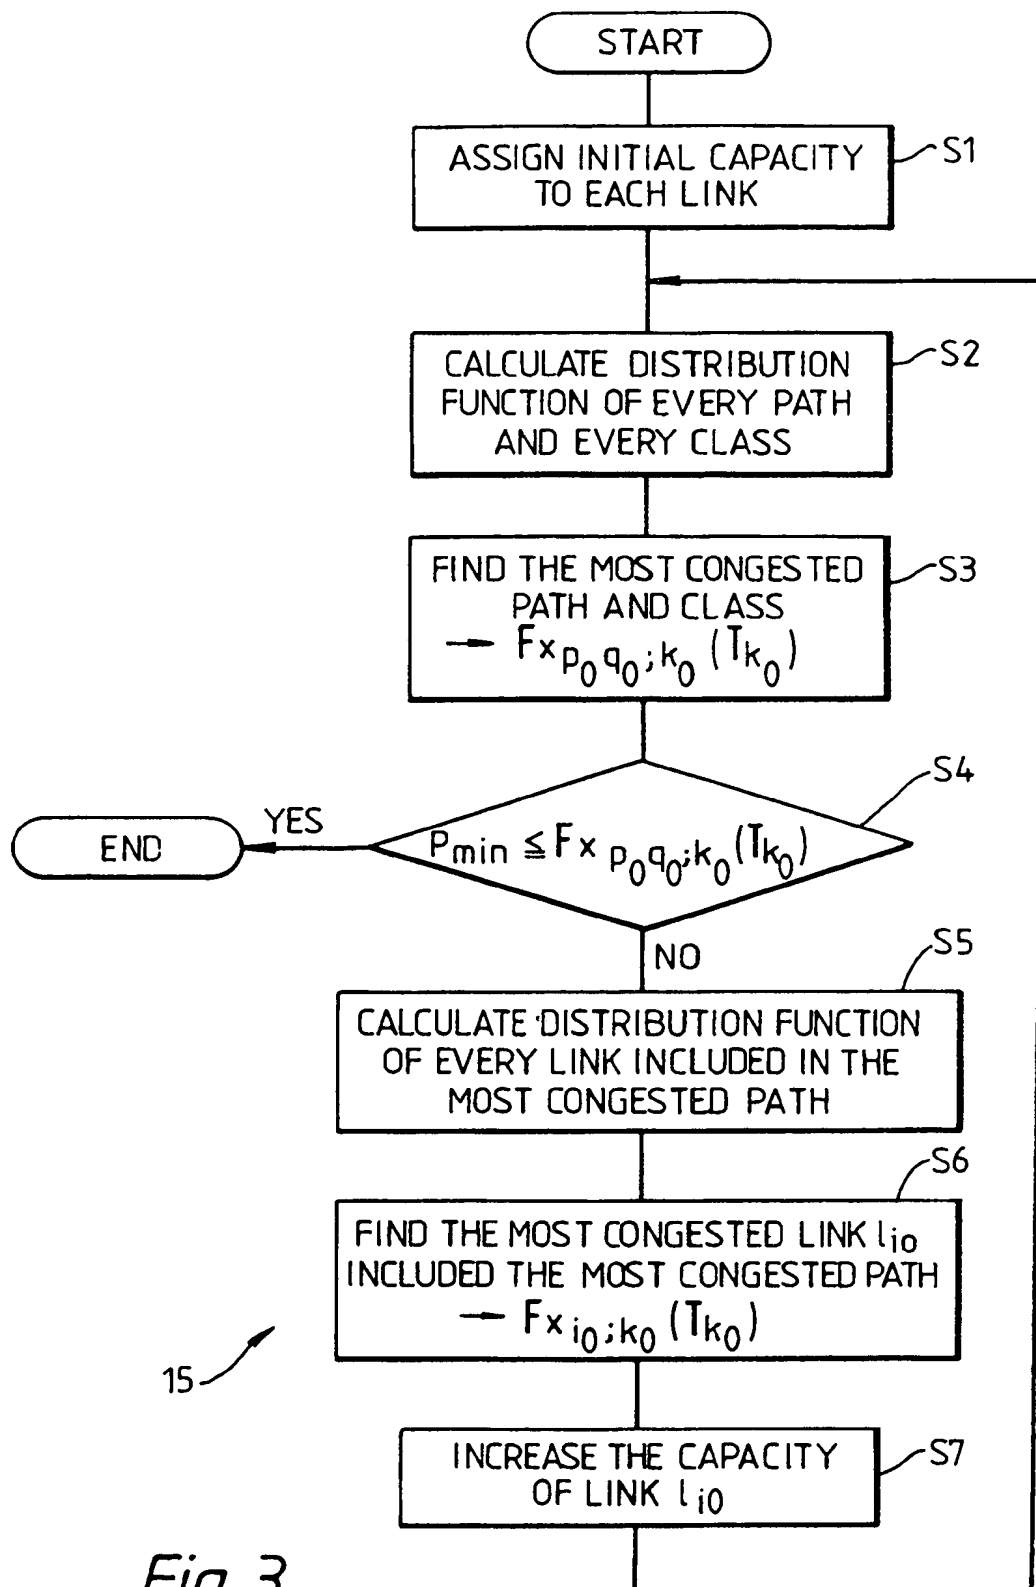 START
ASSIGN INITIAL CAPACITY
TO EACH LINK
S1
CALCULATE DISTRIBUTION
FUNCTION OF EVERY PATH
AND EVERY CLASS
S2
FIND THE MOST CONGESTED
PATH AND CLASS
→ Fx p₀q₀;k₀ (Tk₀)
S3
S4
END
YES
Pmin ≦ Fx p₀q₀;k₀ (Tk₀)
NO
S5
CALCULATE DISTRIBUTION FUNCTION
OF EVERY LINK INCLUDED IN THE
MOST CONGESTED PATH
S6
FIND THE MOST CONGESTED LINK lio
INCLUDED THE MOST CONGESTED PATH
→ Fx i₀;k₀ (Tk₀)
15
INCREASE THE CAPACITY
OF LINK li0
S7
Fig 3